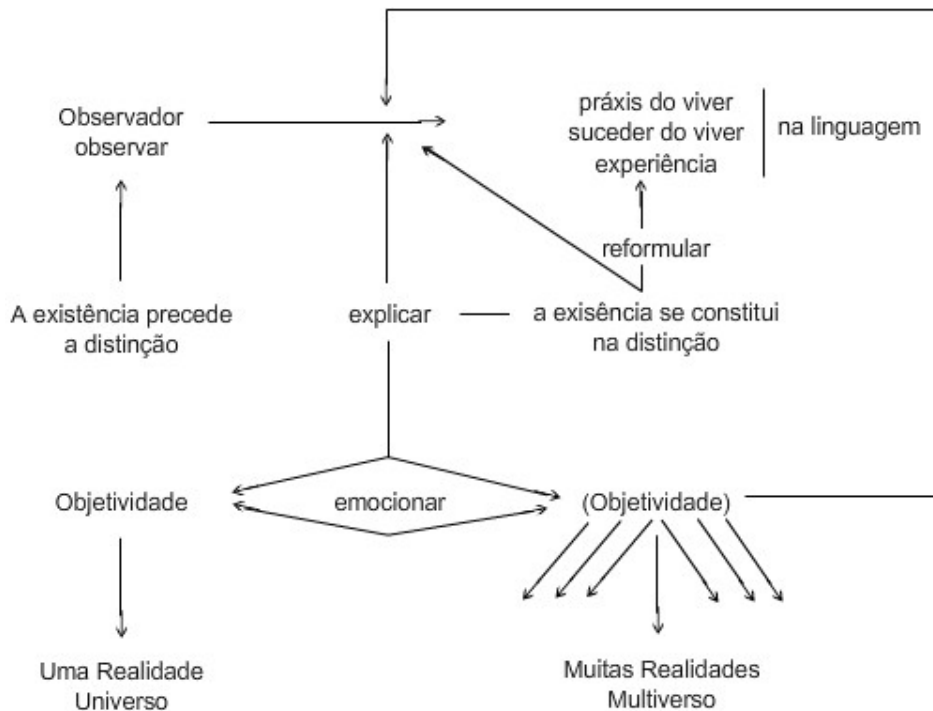 Observador
observar
práxis do viver
suceder do viver
experiência
na linguagem
reformular
A existência precede
a distinção
explicar
a exisência se constitui
na distinção
Objetividade
emocionar
(Objetividade)
Uma Realidade
Universo
Muitas Realidades
Multiverso